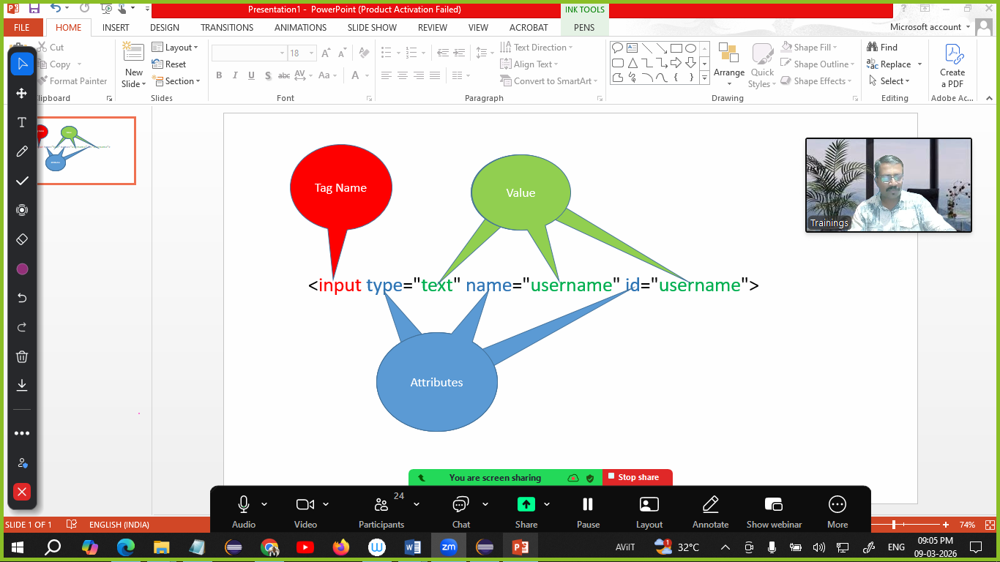 Presentation1 - PowerPoint (Product Activation Failed)
INK TOOLS
FILE
HOME
INSERT
DESIGN
TRANSITIONS
ANIMATIONS
SLIDE SHOW
REVIEW
VIEW
ACROBAT
PENS
Microsoft account
Cut
Copy
Format Painter
lipboard
New
Slide
Layout
Reset
Section
Slides
18
B I U S abc AV Aa A
Font
Text Direction
Align Text
Convert to SmartArt
Paragraph
Arrange
Quick
Styles
Shape Fill
Shape Outline
Shape Effects
Drawing
Find
Replace
Select
Editing
Create
a PDF
Adobe Ac...
Tag Name
Value
Trainings
<input type="text" name="username" id="username">
Attributes
You are screen sharing
Stop share
24
Audio
Video
Participants
Chat
Share
Pause
Layout
Annotate
Show webinar
More
SLIDE 1 OF 1
ENGLISH (INDIA)
74%
zm
AViIT
1
32°C
ENG
09:05 PM
09-03-2026